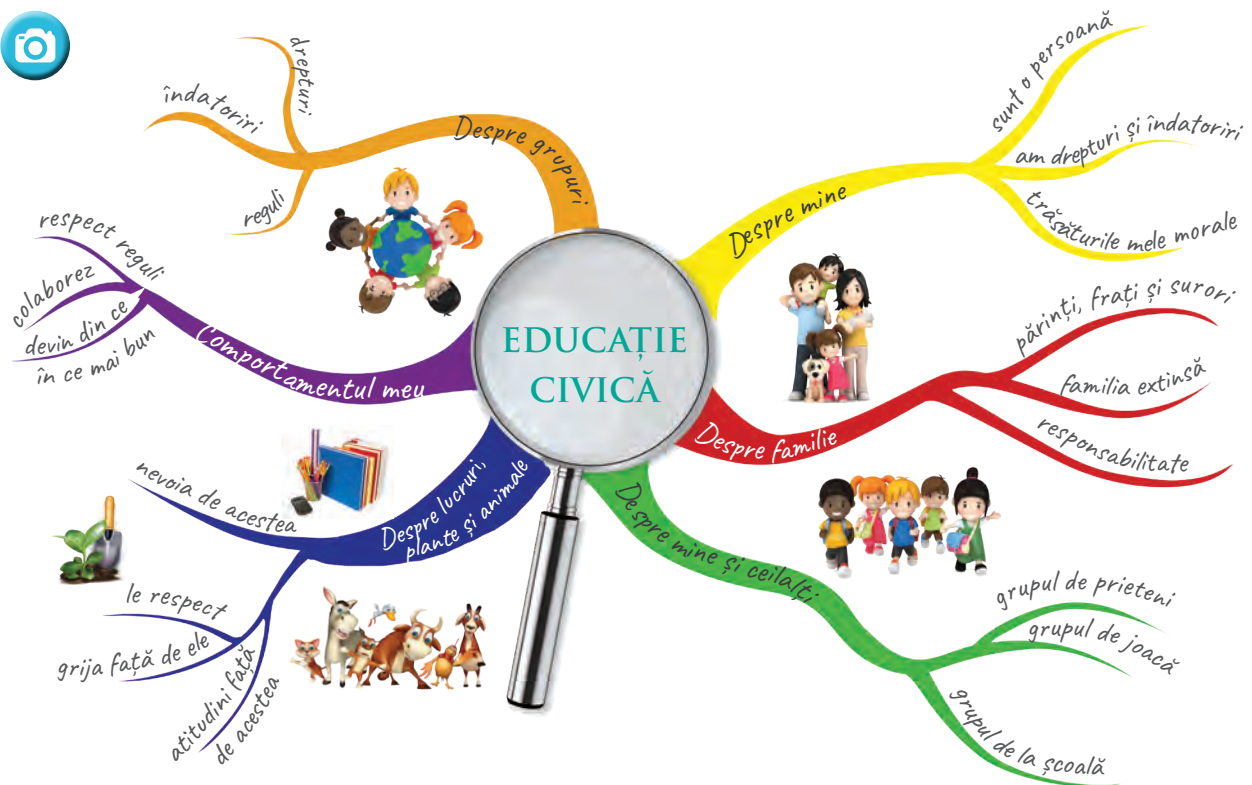 EDUCAȚIE
CIVICĂ
Despre mine
sunt o persoană
am drepturi și îndatoriri
trăsăturile mele morale
Despre familie
părinți, frați și surori
familia extinsă
responsabilitate
Despre mine și ceilalți
grupul de prieteni
grupul de joacă
grupul de la școală
Despre lucruri,
plante și animale
nevoia de acestea
le respect
grija față de ele
atitudini față
de acestea
Comportamentul meu
respect reguli
colaborez
devin din ce
în ce mai bun
Despre grupuri
drepturi
îndatoriri
reguli